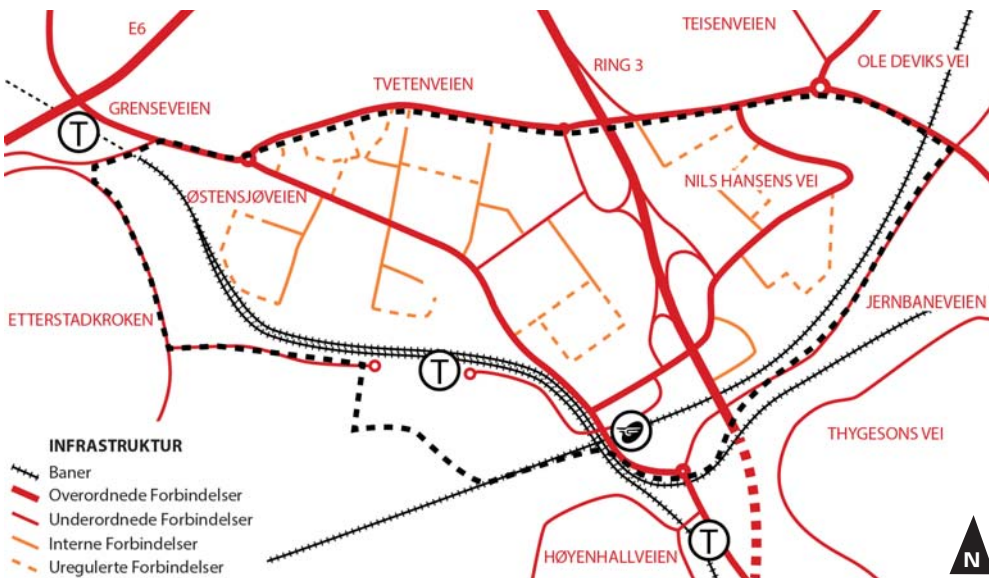 E6
TEISENVEIEN
RING 3
OLE DEVIKS VEI
TVETENVEIEN
GRENSEVEIEN
T
NILS HANSENS VEI
ØSTENSJØVEIEN
JERNBANEVEIEN
ETTERSTADKROKEN
T
THYGESONS VEI
INFRASTRUKTUR
Baner
Overordnede Forbindelser
Underordnede Forbindelser
Interne Forbindelser
Uregulerte Forbindelser
T
HØYENHALLVEIEN
N